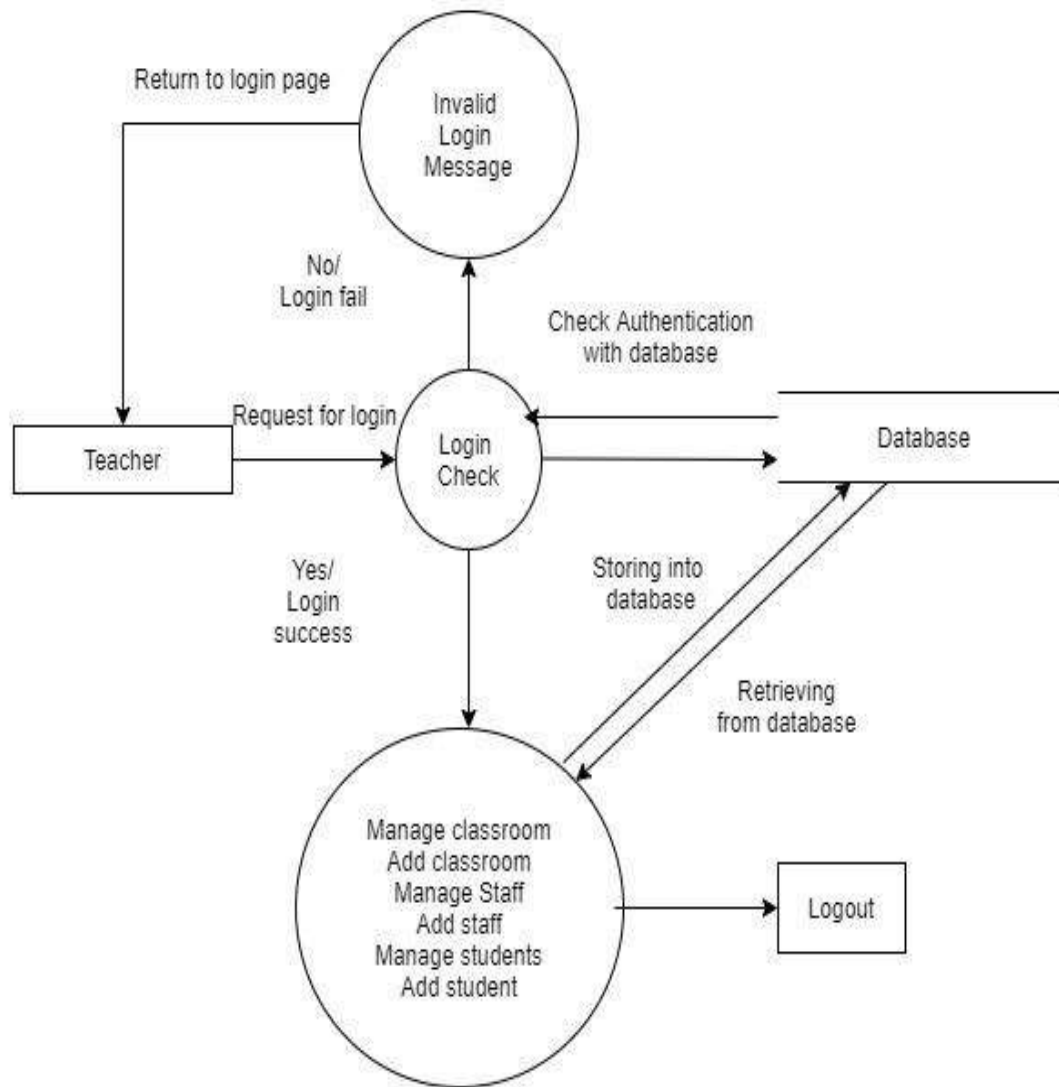 Return to login page
Invalid
Login
Message
No/
Login fail
Check Authentication
with database
Request for login
Teacher
Login
Check
Database
Yes/
Login
success
Storing into
database
Retrieving
from database
Manage classroom
Add classroom
Manage Staff
Add staff
Manage students
Add student
Logout